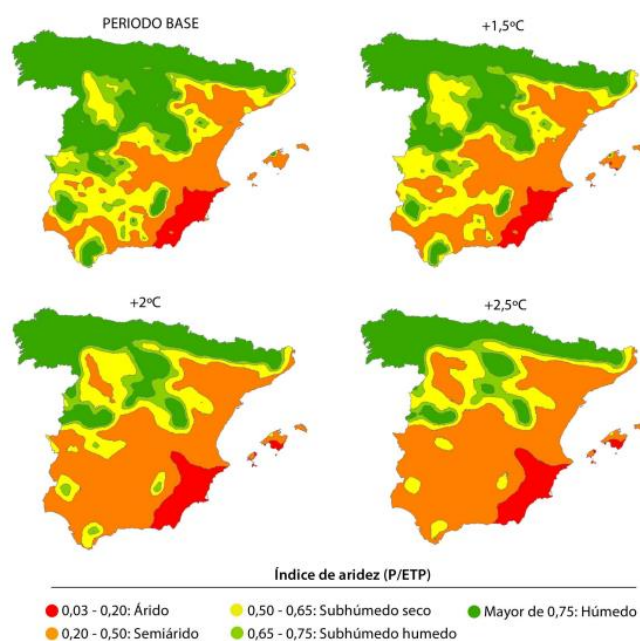 PERIODO BASE
+1,5ºC
+2ºC
+2,5ºC
Índice de aridez (P/ETP)
0,03 - 0,20: Árido
0,50 - 0,65: Subhúmedo seco
Mayor de 0,75: Húmedo
0,20 - 0,50: Semiárido
0,65 - 0,75: Subhúmedo humedo